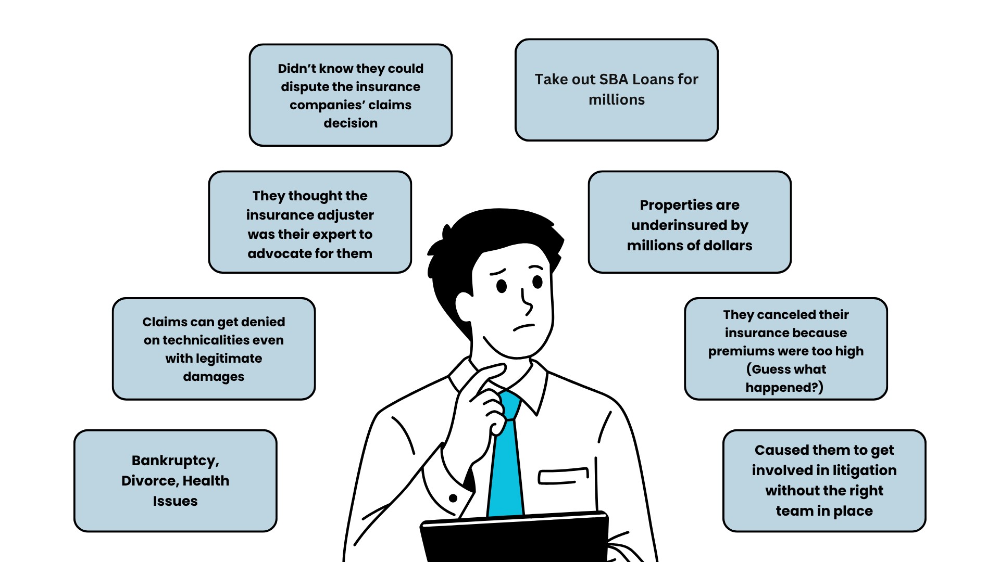 Didn’t know they could
dispute the insurance
companies’ claims
decision
Take out SBA Loans for
millions
They thought the
insurance adjuster
was their expert to
advocate for them
Properties are
underinsured by
millions of dollars
Claims can get denied
on technicalities even
with legitimate
damages
They canceled their
insurance because
premiums were too high
(Guess what
happened?)
Bankruptcy,
Divorce, Health
Issues
Caused them to get
involved in litigation
without the right
team in place